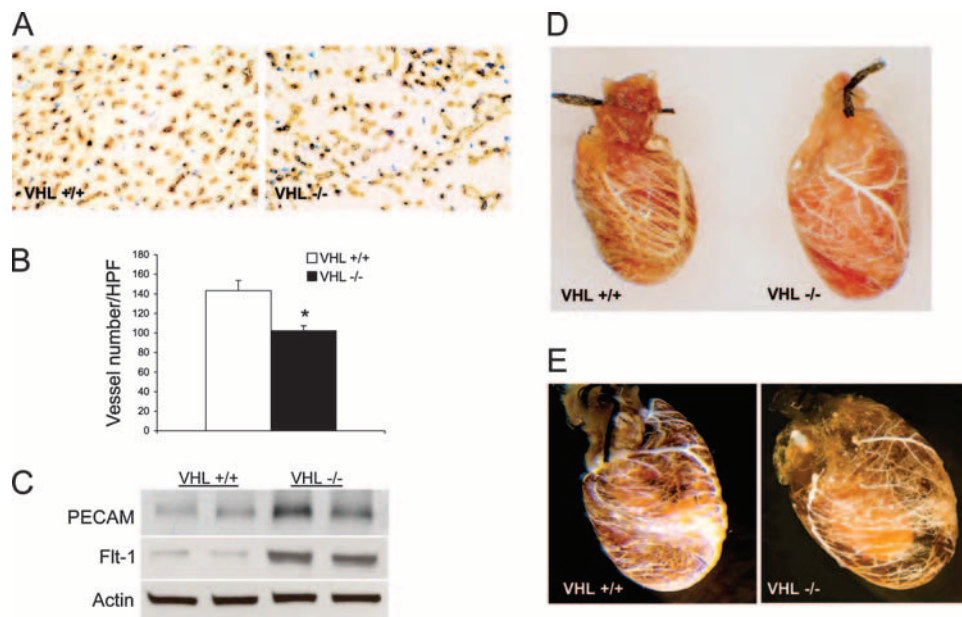 A
VHL +/+
VHL -/-
B
Vessel number/HPF
180
160
140
120
100
80
60
40
20
0
VHL +/+
VHL -/-
*
C
VHL +/+ VHL -/-
PECAM
Flt-1
Actin
D
VHL +/+
VHL -/-
E
VHL +/+
VHL -/-